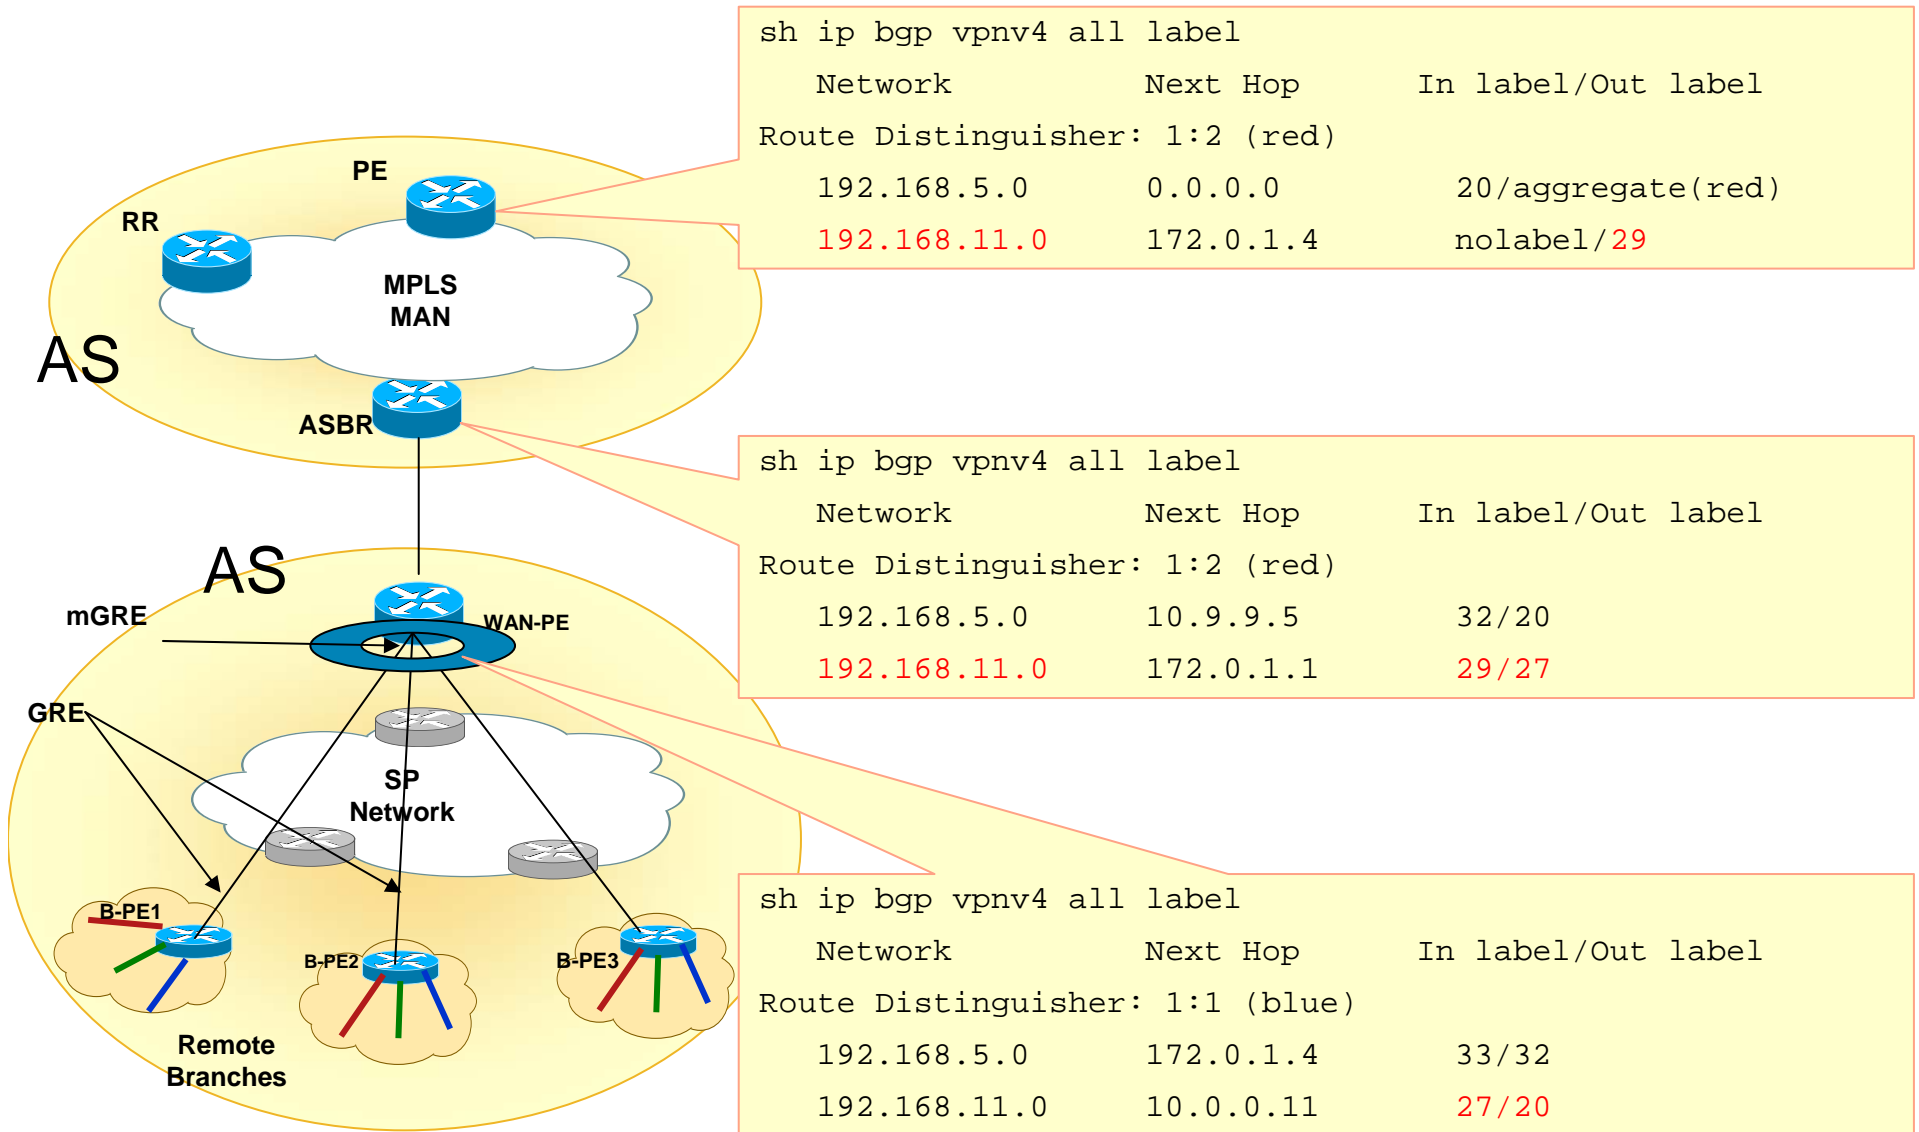 sh ip bgp vpnv4 all label
Network Next Hop In label/Out label
Route Distinguisher: 1:2 (red)
192.168.5.0 0.0.0.0 20/aggregate(red)
192.168.11.0 172.0.1.4 nolabel/29
PE
RR
MPLS
MAN
AS
ASBR
sh ip bgp vpnv4 all label
Network Next Hop In label/Out label
Route Distinguisher: 1:2 (red)
192.168.5.0 10.9.9.5 32/20
192.168.11.0 172.0.1.1 29/27
AS
mGRE
WAN-PE
GRE
SP
Network
B-PE1
B-PE2
B-PE3
Remote
Branches
sh ip bgp vpnv4 all label
Network Next Hop In label/Out label
Route Distinguisher: 1:1 (blue)
192.168.5.0 172.0.1.4 33/32
192.168.11.0 10.0.0.11 27/20